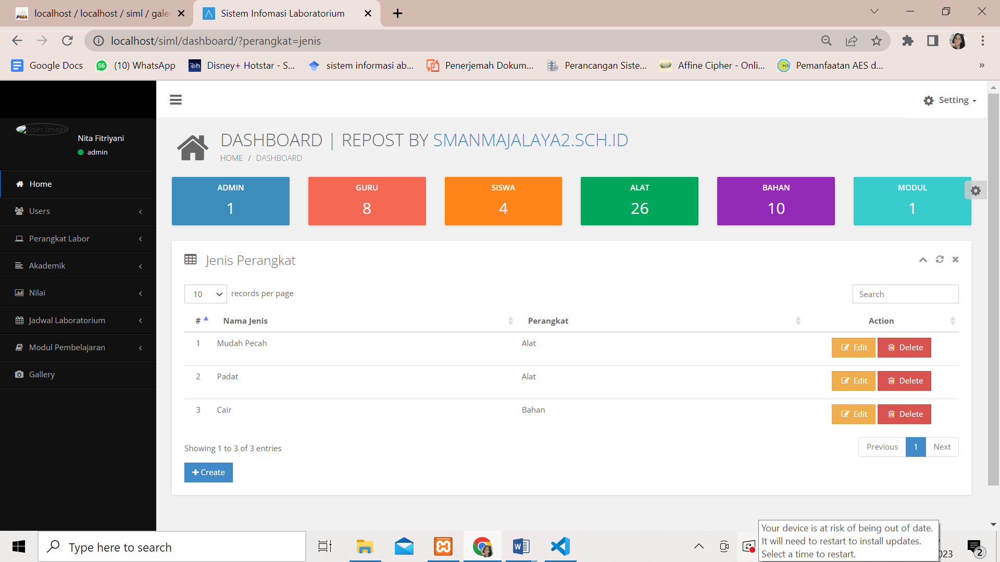 localhost / localhost / siml / gale
Sistem Infomasi Laboratorium
localhost/siml/dashboard/?perangkat=jenis
Google Docs
56
(10) WhatsApp
Disney+ Hotstar - S...
sistem informasi ab...
Penerjemah Dokum...
Perancangan Siste...
Affine Cipher - Onli...
Pemanfaatan AES d...
»
Setting
User Image
Nita Fitriyani
admin
Home
Users
Perangkat Labor
Akademik
Nilai
Jadwal Laboratorium
Modul Pembelajaran
Gallery
DASHBOARD | REPOST BY SMANMAJALAYA2.SCH.ID
HOME / DASHBOARD
ADMIN
1
GURU
8
SISWA
4
ALAT
26
BAHAN
10
MODUL
1
Jenis Perangkat
10 records per page
Search
# Nama Jenis Perangkat Action
1 Mudah Pecah Alat Edit Delete
2 Padat Alat Edit Delete
3 Cair Bahan Edit Delete
Showing 1 to 3 of 3 entries
Previous 1 Next
+ Create
Type here to search
Your device is at risk of being out of date.
It will need to restart to install updates.
Select a time to restart.
023
2